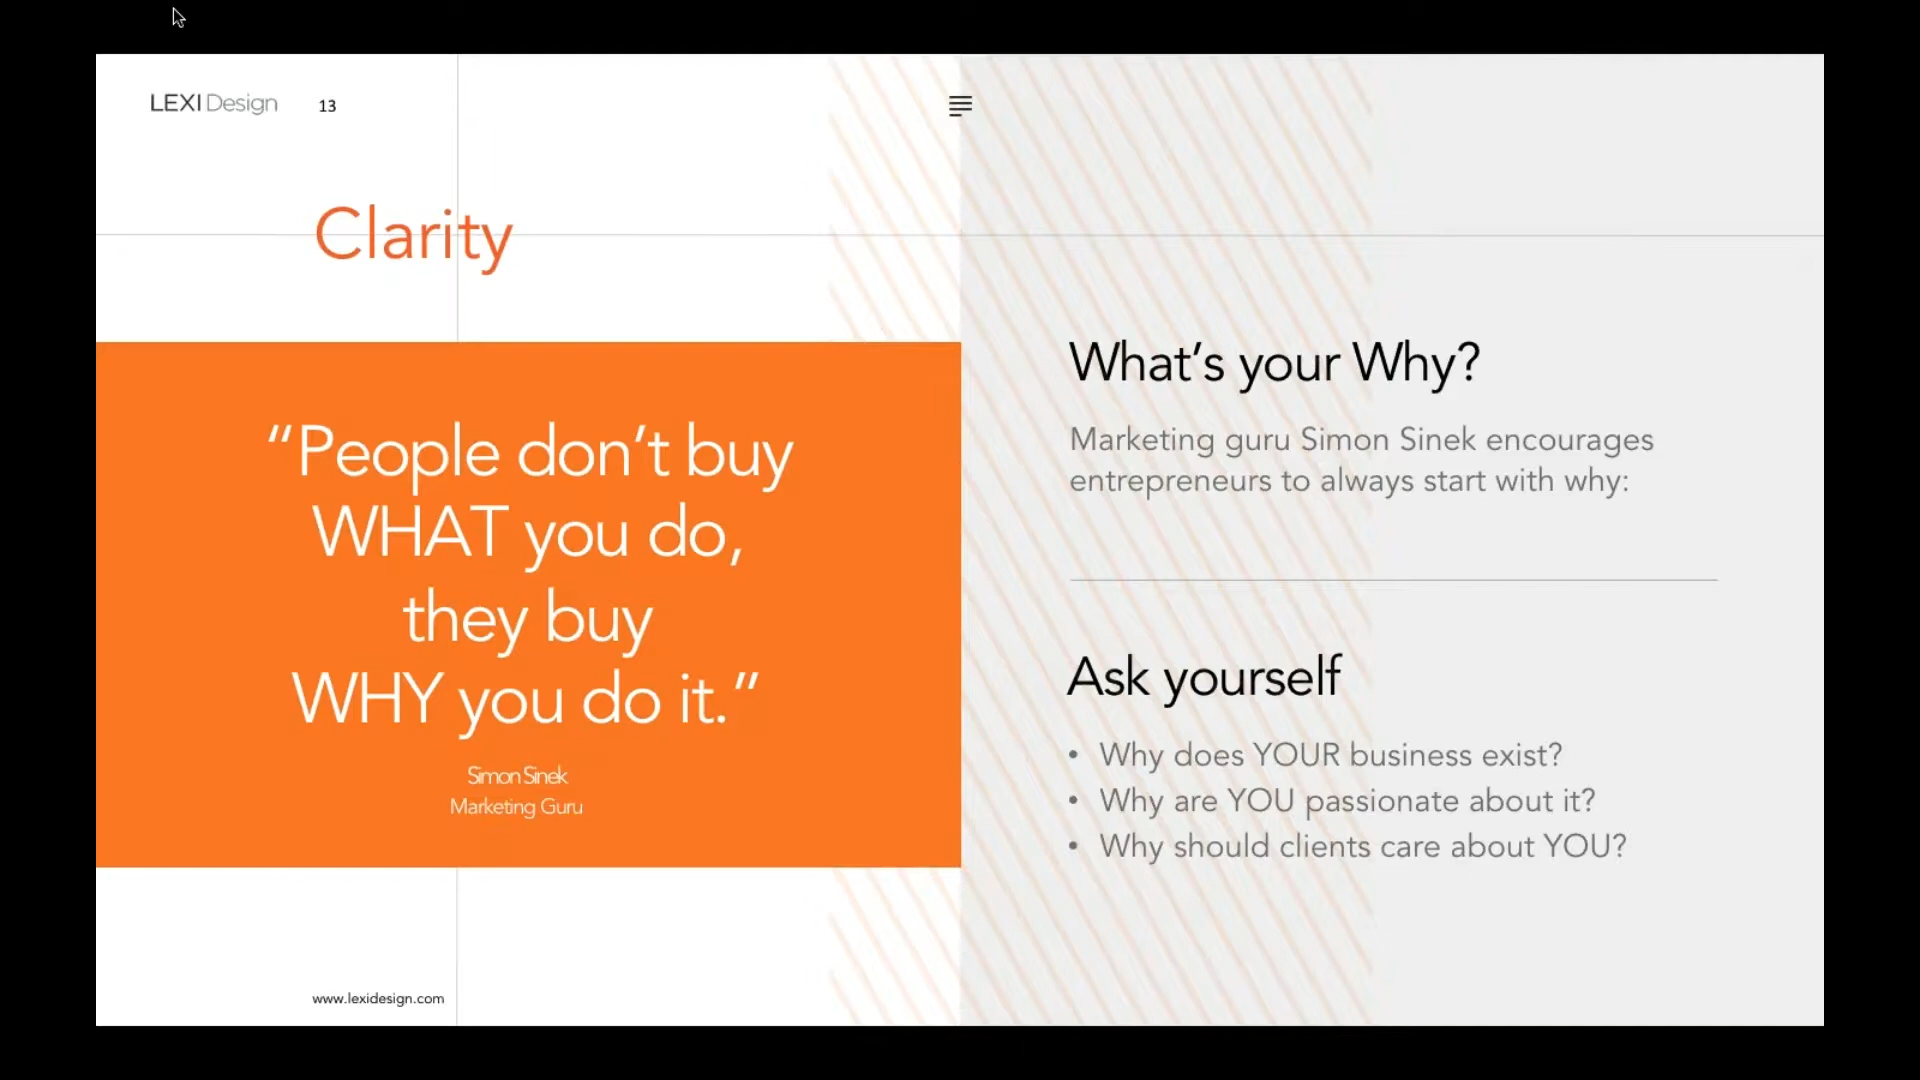 LEXI Design 13
Clarity
“People don’t buy
WHAT you do,
they buy
WHY you do it.”
Simon Sinek
Marketing Guru
www.lexidesign.com
What’s your Why?
Marketing guru Simon Sinek encourages
entrepreneurs to always start with why:
Ask yourself
• Why does YOUR business exist?
• Why are YOU passionate about it?
• Why should clients care about YOU?